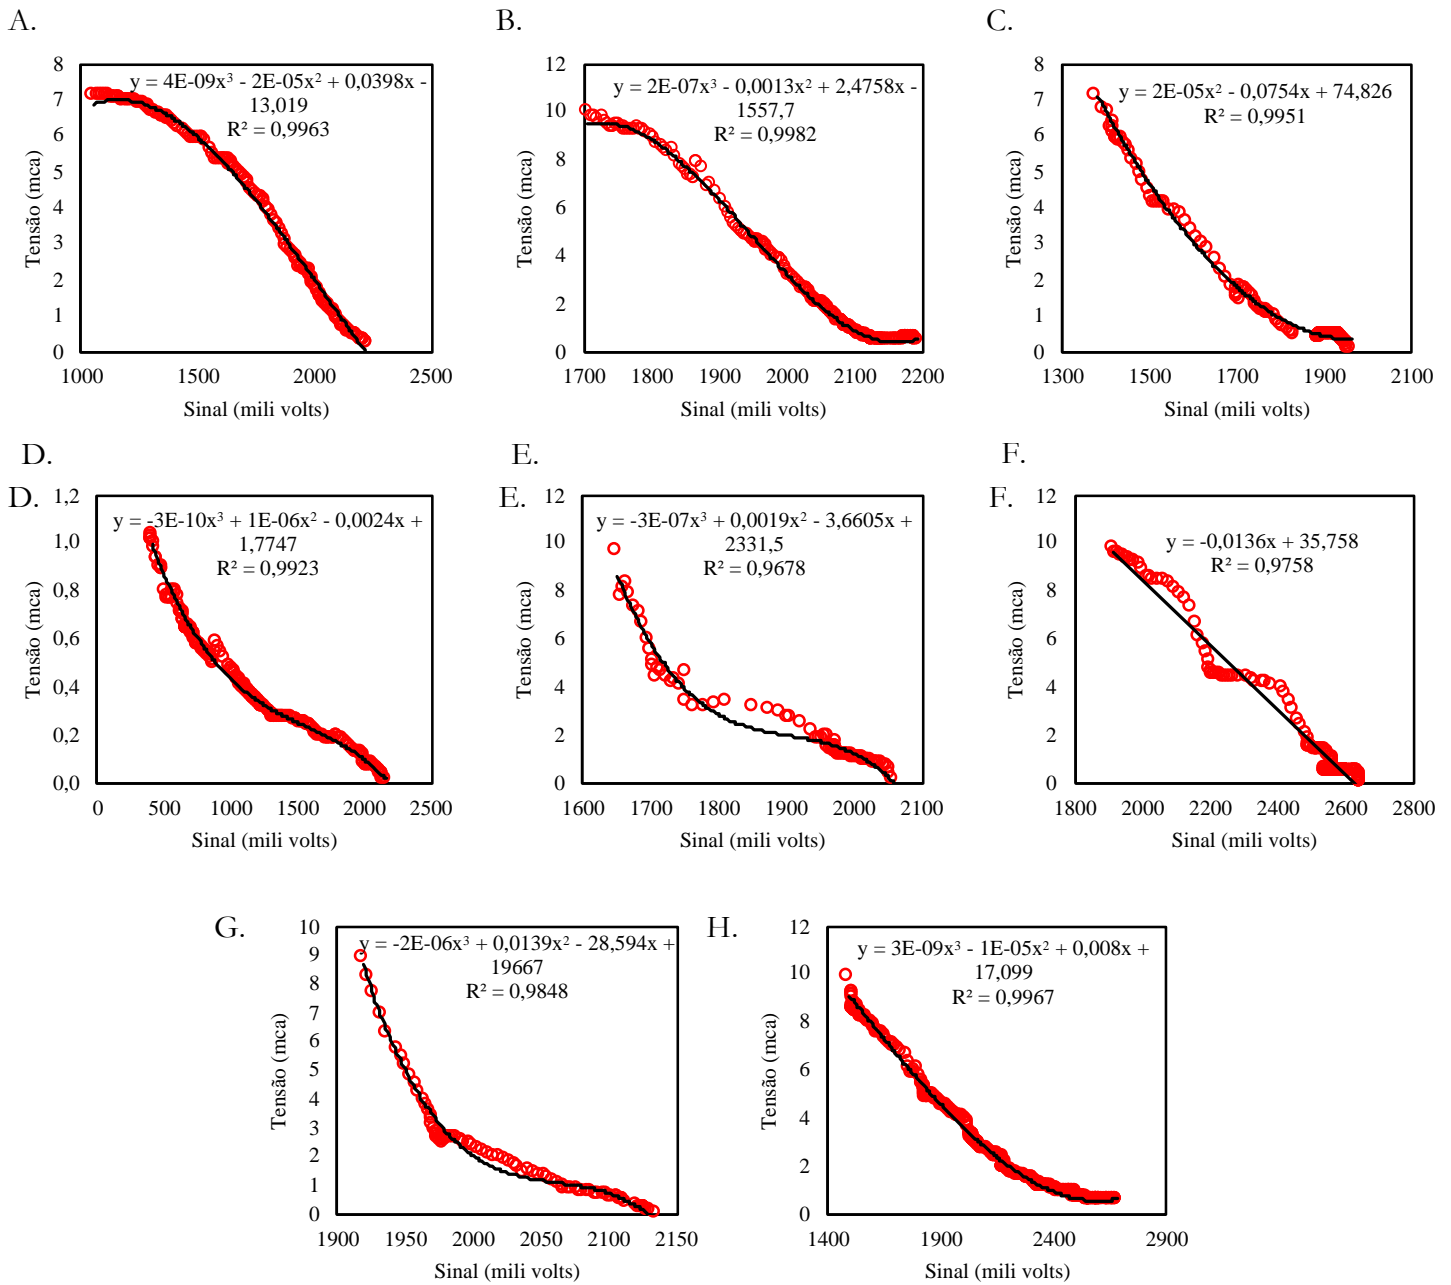 A.
B.
C.
y = 4E-09x³ - 2E-05x² + 0,0398x -
13,019
R² = 0,9963
8
7
6
5
4
3
2
1
0
1000 1500 2000 2500
Tensão (mca)
Sinal (mili volts)
y = 2E-07x³ - 0,0013x² + 2,4758x -
1557,7
R² = 0,9982
12
10
8
6
4
2
0
1700 1800 1900 2000 2100 2200
Tensão (mca)
Sinal (mili volts)
y = 2E-05x² - 0,0754x + 74,826
R² = 0,9951
8
7
6
5
4
3
2
1
0
1300 1500 1700 1900 2100
Tensão (mca)
Sinal (mili volts)
D.
E.
F.
D.
y = -3E-10x³ + 1E-06x² - 0,0024x +
1,7747
R² = 0,9923
1,2
1,0
0,8
0,6
0,4
0,2
0,0
0 500 1000 1500 2000 2500
Tensão (mca)
Sinal (mili volts)
E.
y = -3E-07x³ + 0,0019x² - 3,6605x +
2331,5
R² = 0,9678
12
10
8
6
4
2
0
1600 1700 1800 1900 2000 2100
Tensão (mca)
Sinal (mili volts)
F.
y = -0,0136x + 35,758
R² = 0,9758
12
10
8
6
4
2
0
1800 2000 2200 2400 2600 2800
Tensão (mca)
Sinal (mili volts)
G.
y = -2E-06x³ + 0,0139x² - 28,594x +
19667
R² = 0,9848
10
9
8
7
6
5
4
3
2
1
0
1900 1950 2000 2050 2100 2150
Tensão (mca)
Sinal (mili volts)
H.
y = 3E-09x³ - 1E-05x² + 0,008x +
17,099
R² = 0,9967
12
10
8
6
4
2
0
1400 1900 2400 2900
Tensão (mca)
Sinal (mili volts)